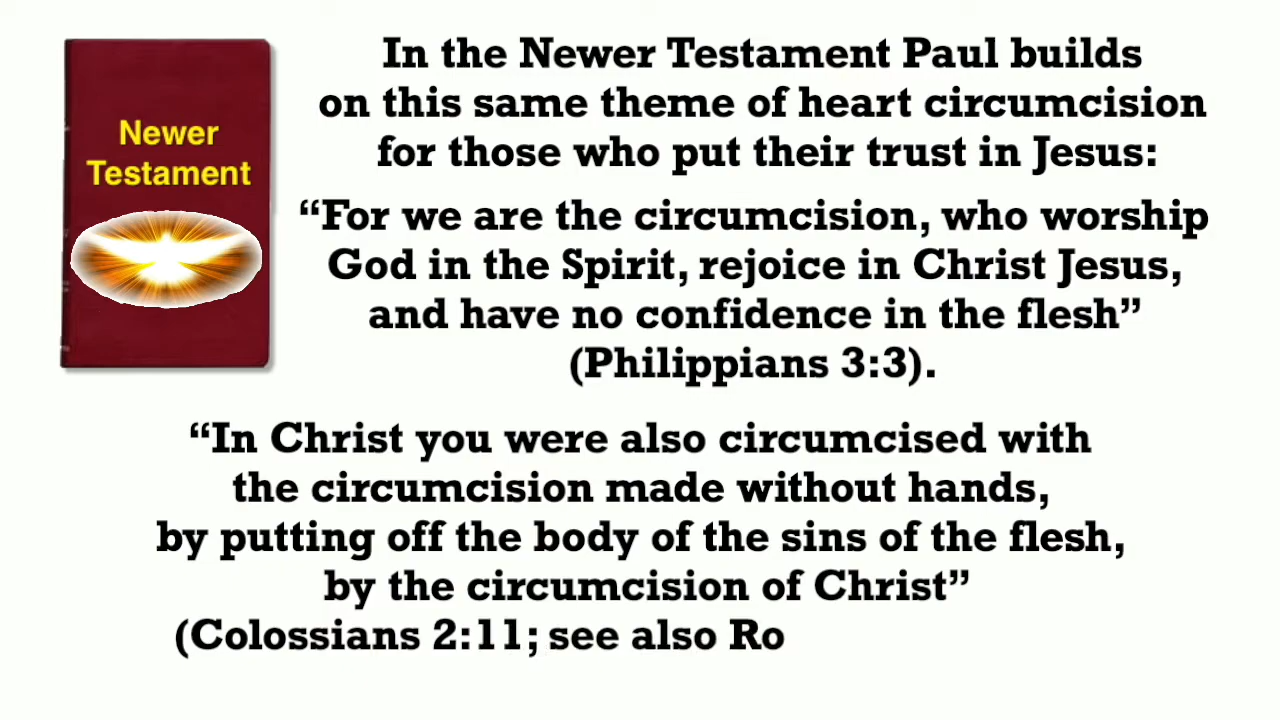 Newer
Testament
In the Newer Testament Paul builds
on this same theme of heart circumcision
for those who put their trust in Jesus:
“For we are the circumcision, who worship
God in the Spirit, rejoice in Christ Jesus,
and have no confidence in the flesh”
(Philippians 3:3).
“In Christ you were also circumcised with
the circumcision made without hands,
by putting off the body of the sins of the flesh,
by the circumcision of Christ”
(Colossians 2:11; see also Ro